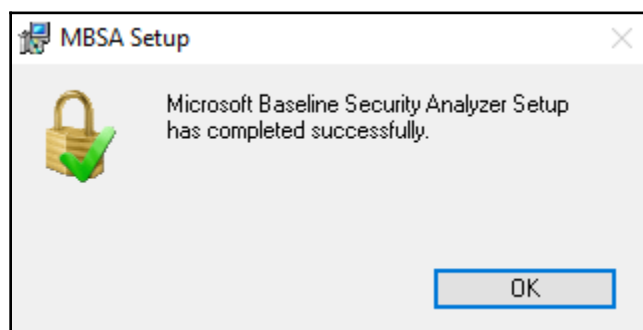 MBSA Setup
Microsoft Baseline Security Analyzer Setup
has completed successfully.
OK